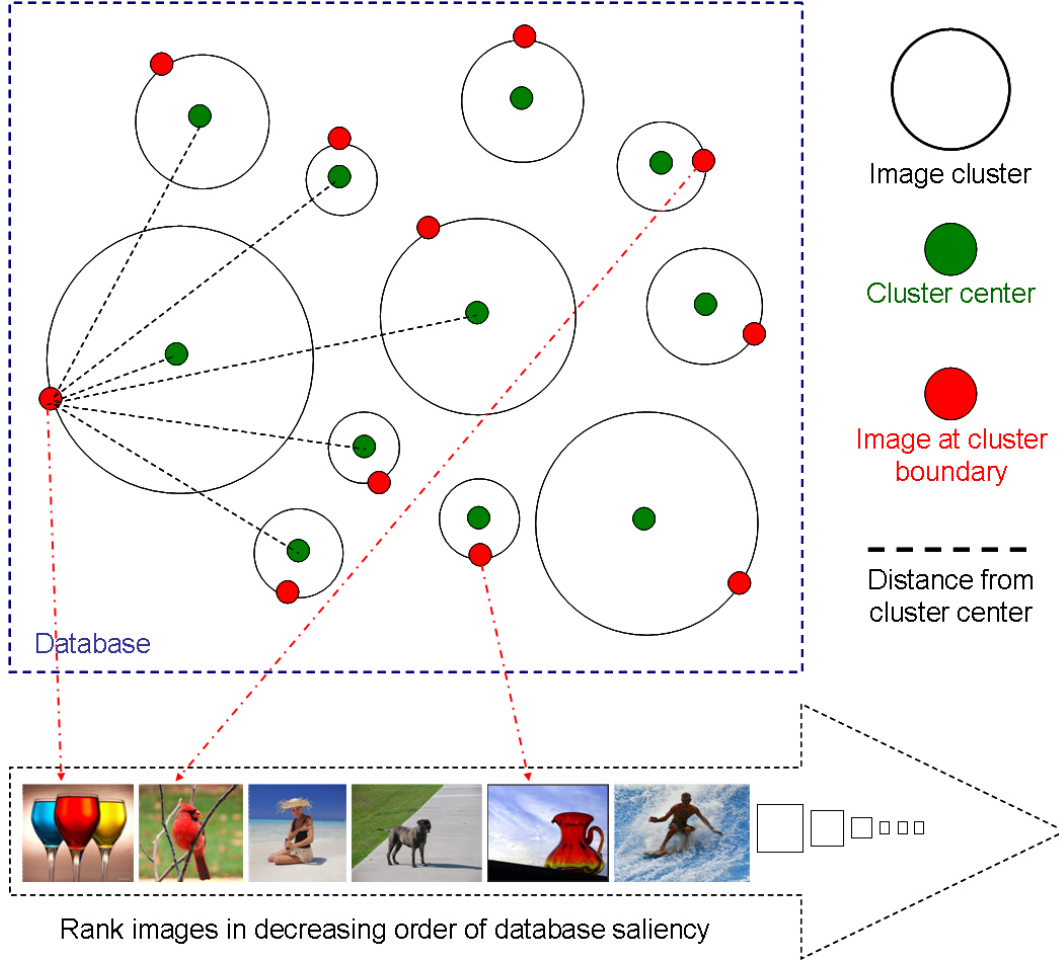 Image cluster
Cluster center
Image at cluster
boundary
Distance from
cluster center
Database
Rank images in decreasing order of database saliency